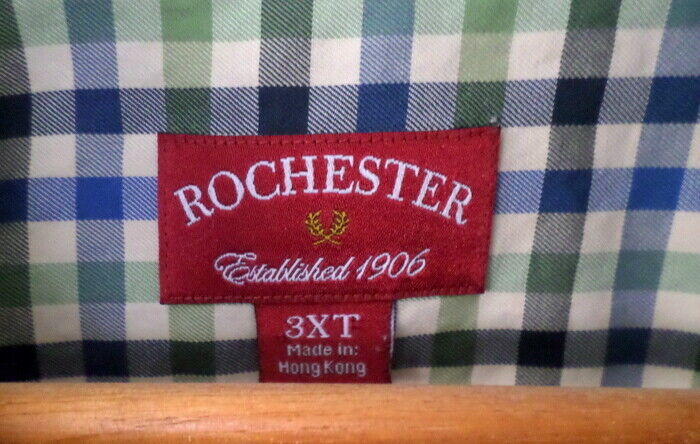 ROCHESTER
Established 1906
3XT
Made in:
Hong Kong